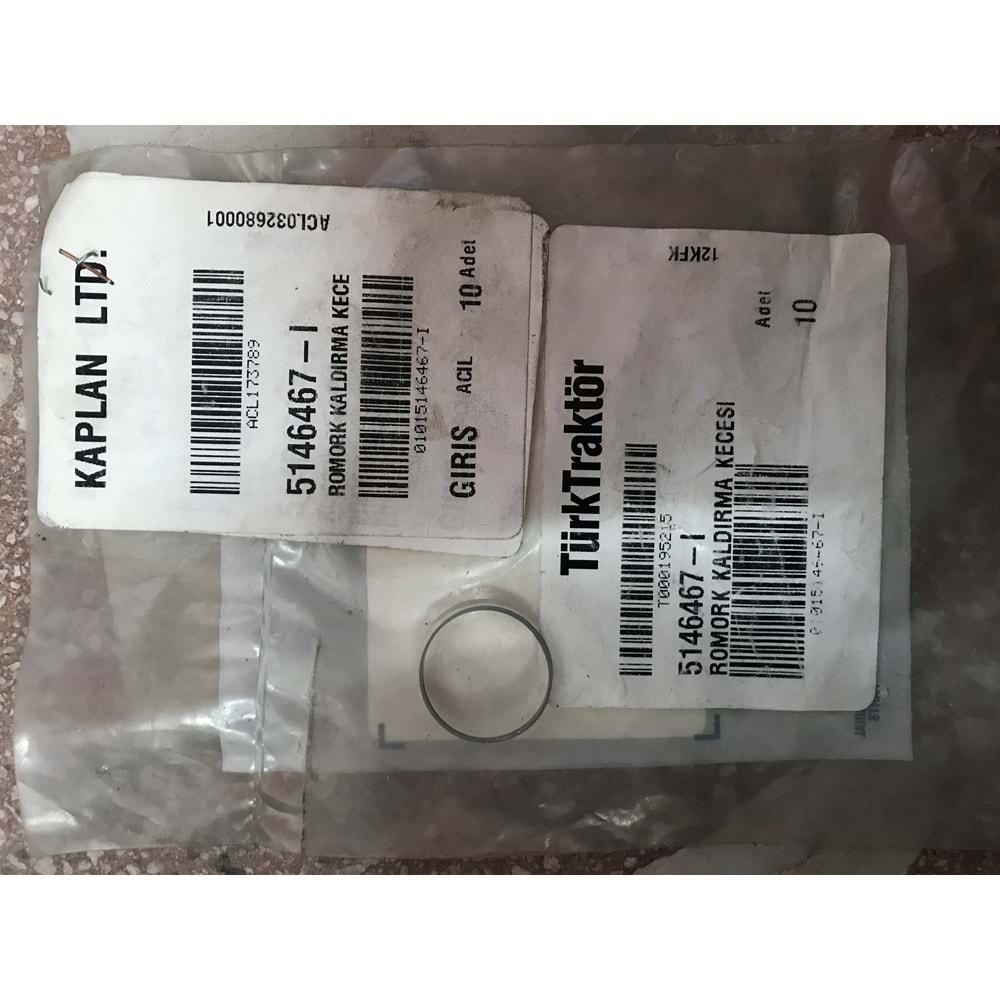 KAPLAN LTD.
ACL032680001
ACL173789
5146467-I
ROMORK KALDIRMA KECE
01015146467-I
GIRIS ACIL 10 Adet
12KFK
TürkTraktör
Adet
10
T000195215
5146467-I
ROMORK KALDIRMA KECESI